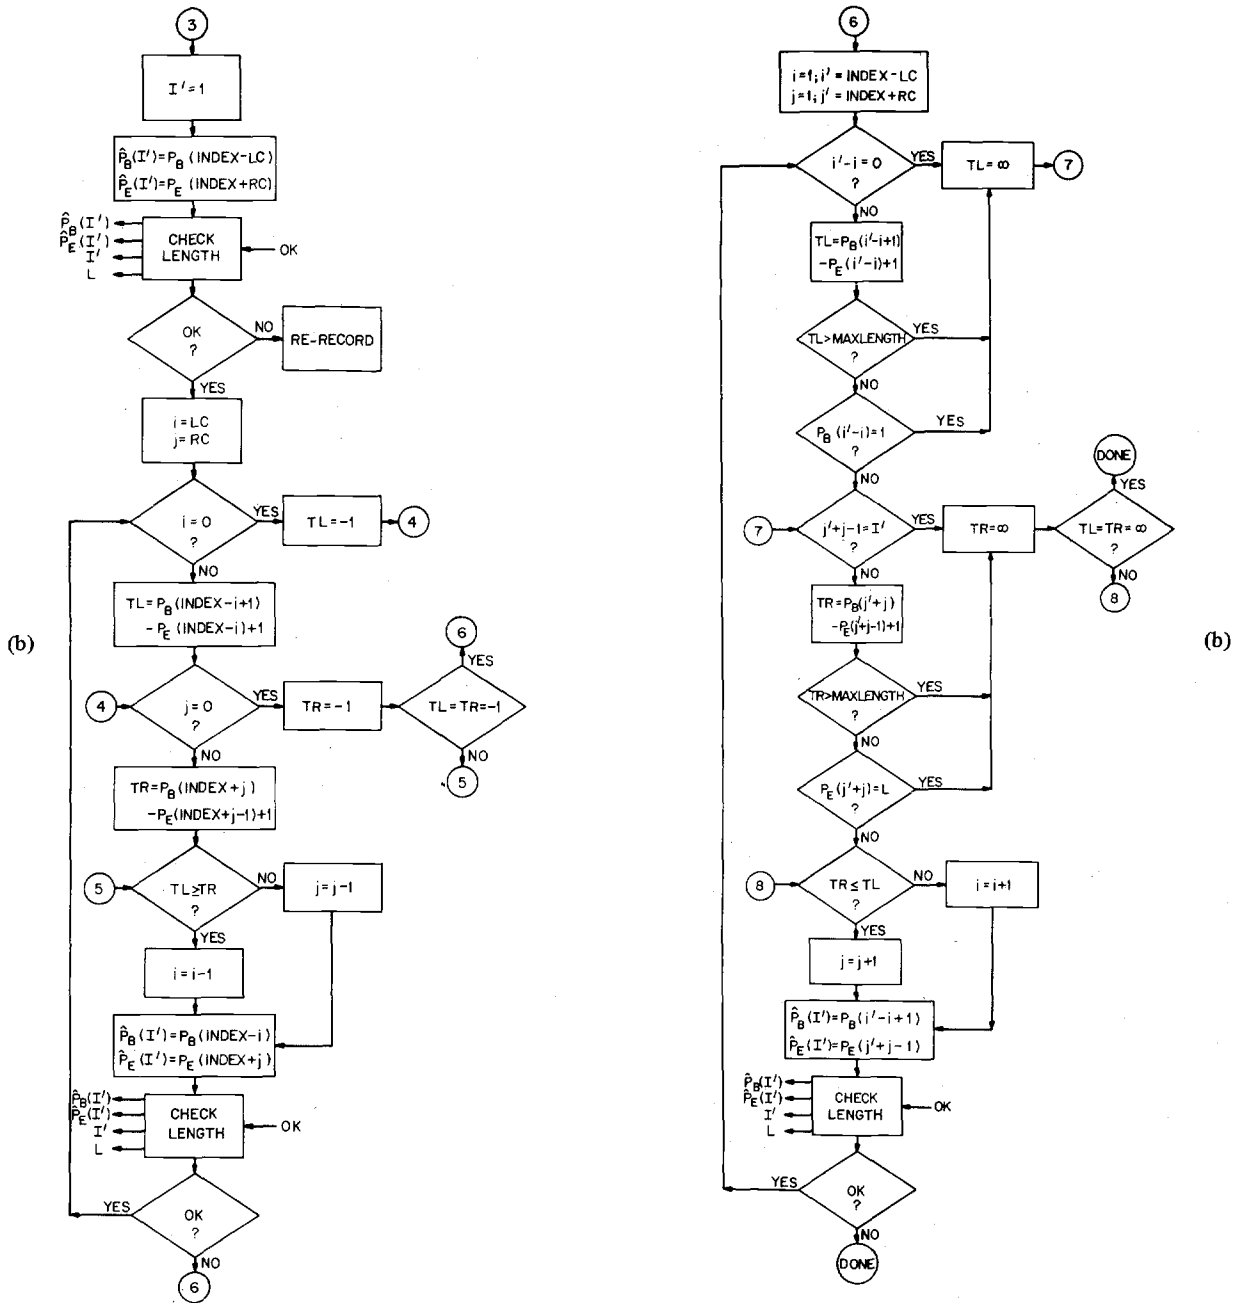 3
I'=1
P̂B(I')=PB (INDEX-LC)
P̂E(I')=PE (INDEX+RC)
P̂B(I')
P̂E(I')
I'
L
CHECK
LENGTH
OK
OK
?
NO
RE-RECORD
YES
i=LC
j=RC
i=0
?
YES
TL=-1
4
NO
TL=PB(INDEX-i+1)
-PE (INDEX-i)+1
(b)
4
j=0
?
YES
TR=-1
TL=TR=-1
?
YES
6
NO
5
NO
TR=PB(INDEX+j)
-PE(INDEX+j-1)+1
5
TL≥TR
?
NO
j=j-1
YES
i=i-1
P̂B(I')=PB(INDEX-i)
P̂E(I')=PE(INDEX+j)
P̂B(I')
P̂E(I')
I'
L
CHECK
LENGTH
OK
YES
OK
?
NO
6
6
i=1; i'=INDEX-LC
j=1; j'=INDEX+RC
i'-i=0
?
YES
TL=∞
7
NO
TL=PB(i'-i+1)
-PE(i'-i)+1
TL>MAXLENGTH
?
YES
NO
PB(i'-i)=1
?
YES
NO
7
j'+j-1=I'
?
YES
TR=∞
TL=TR=∞
?
YES
DONE
NO
8
NO
TR=PB(j'+j)
-PE(j'+j-1)+1
(b)
TR>MAXLENGTH
?
YES
NO
PE(j'+j)=L
?
YES
NO
8
TR≤TL
?
NO
i=i+1
YES
j=j+1
P̂B(I')=PB(i'-i+1)
P̂E(I')=PE(j'+j-1)
P̂B(I')
P̂E(I')
I'
L
CHECK
LENGTH
OK
YES
OK
?
NO
DONE